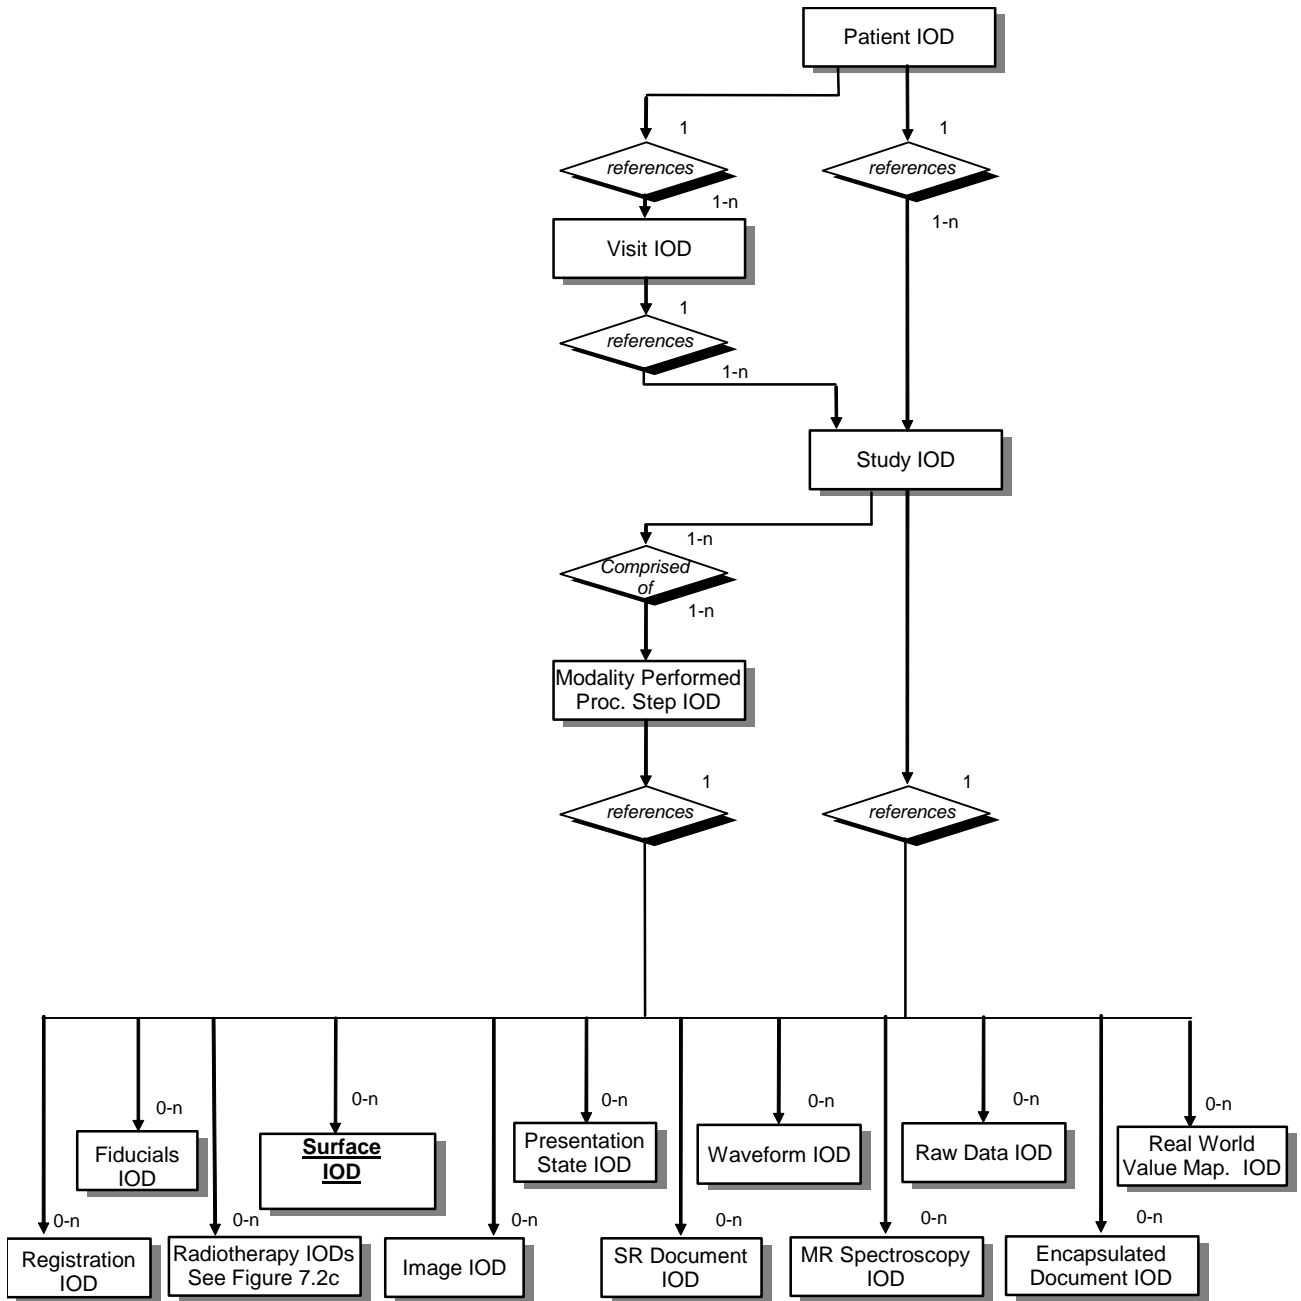 Patient IOD
1
1
references
references
1-n
1-n
Visit IOD
1
references
1-n
Study IOD
1-n
Comprised
of
1-n
Modality Performed
Proc. Step IOD
1
1
references
references
0-n
0-n
0-n
0-n
0-n
0-n
0-n
Fiducials
IOD
Surface
IOD
Presentation
State IOD
Waveform IOD
Raw Data IOD
Real World
Value Map.  IOD
0-n
0-n
0-n
0-n
0-n
0-n
Registration
IOD
Radiotherapy IODs
See Figure 7.2c
Image IOD
SR Document
IOD
MR Spectroscopy
IOD
Encapsulated
Document IOD